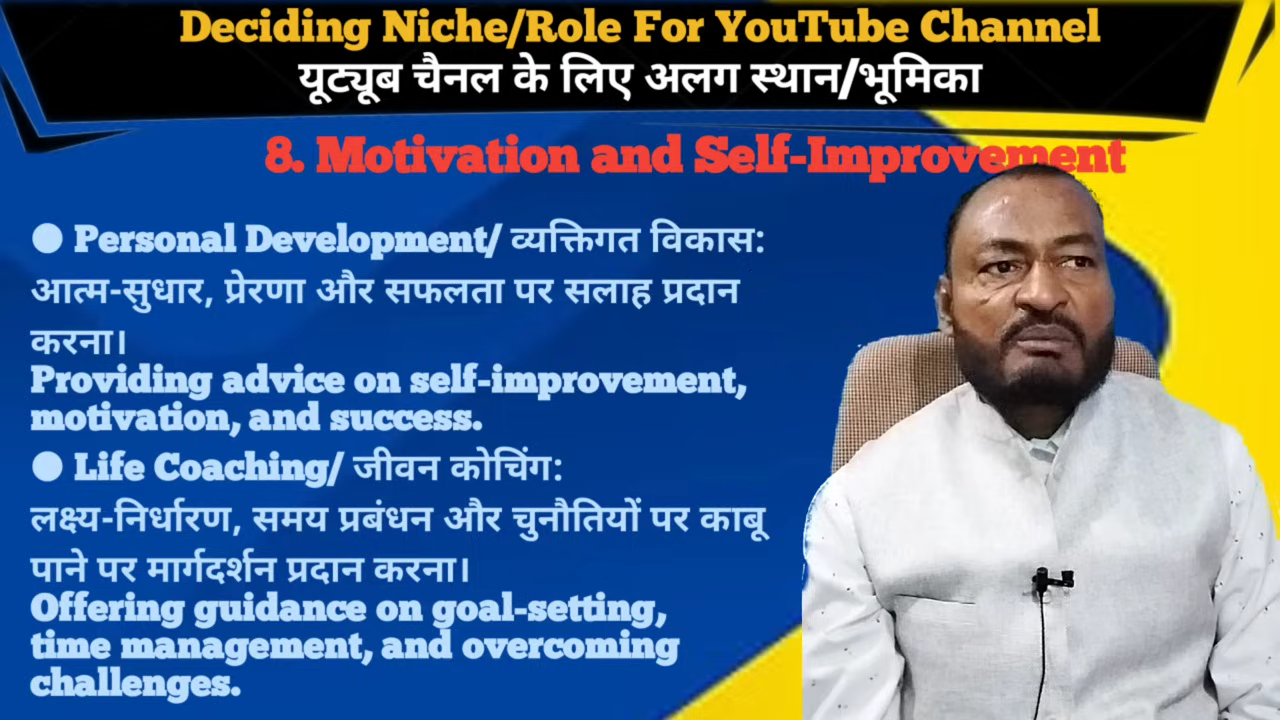 Deciding Niche/Role For YouTube Channel
यूट्यूब चैनल के लिए अलग स्थान/भूमिका
8. Motivation and Self-Improvement
● Personal Development/ व्यक्तिगत विकास:
आत्म-सुधार, प्रेरणा और सफलता पर सलाह प्रदान
करना।
Providing advice on self-improvement,
motivation, and success.
● Life Coaching/ जीवन कोचिंग:
लक्ष्य-निर्धारण, समय प्रबंधन और चुनौतियों पर काबू
पाने पर मार्गदर्शन प्रदान करना।
Offering guidance on goal-setting,
time management, and overcoming
challenges.